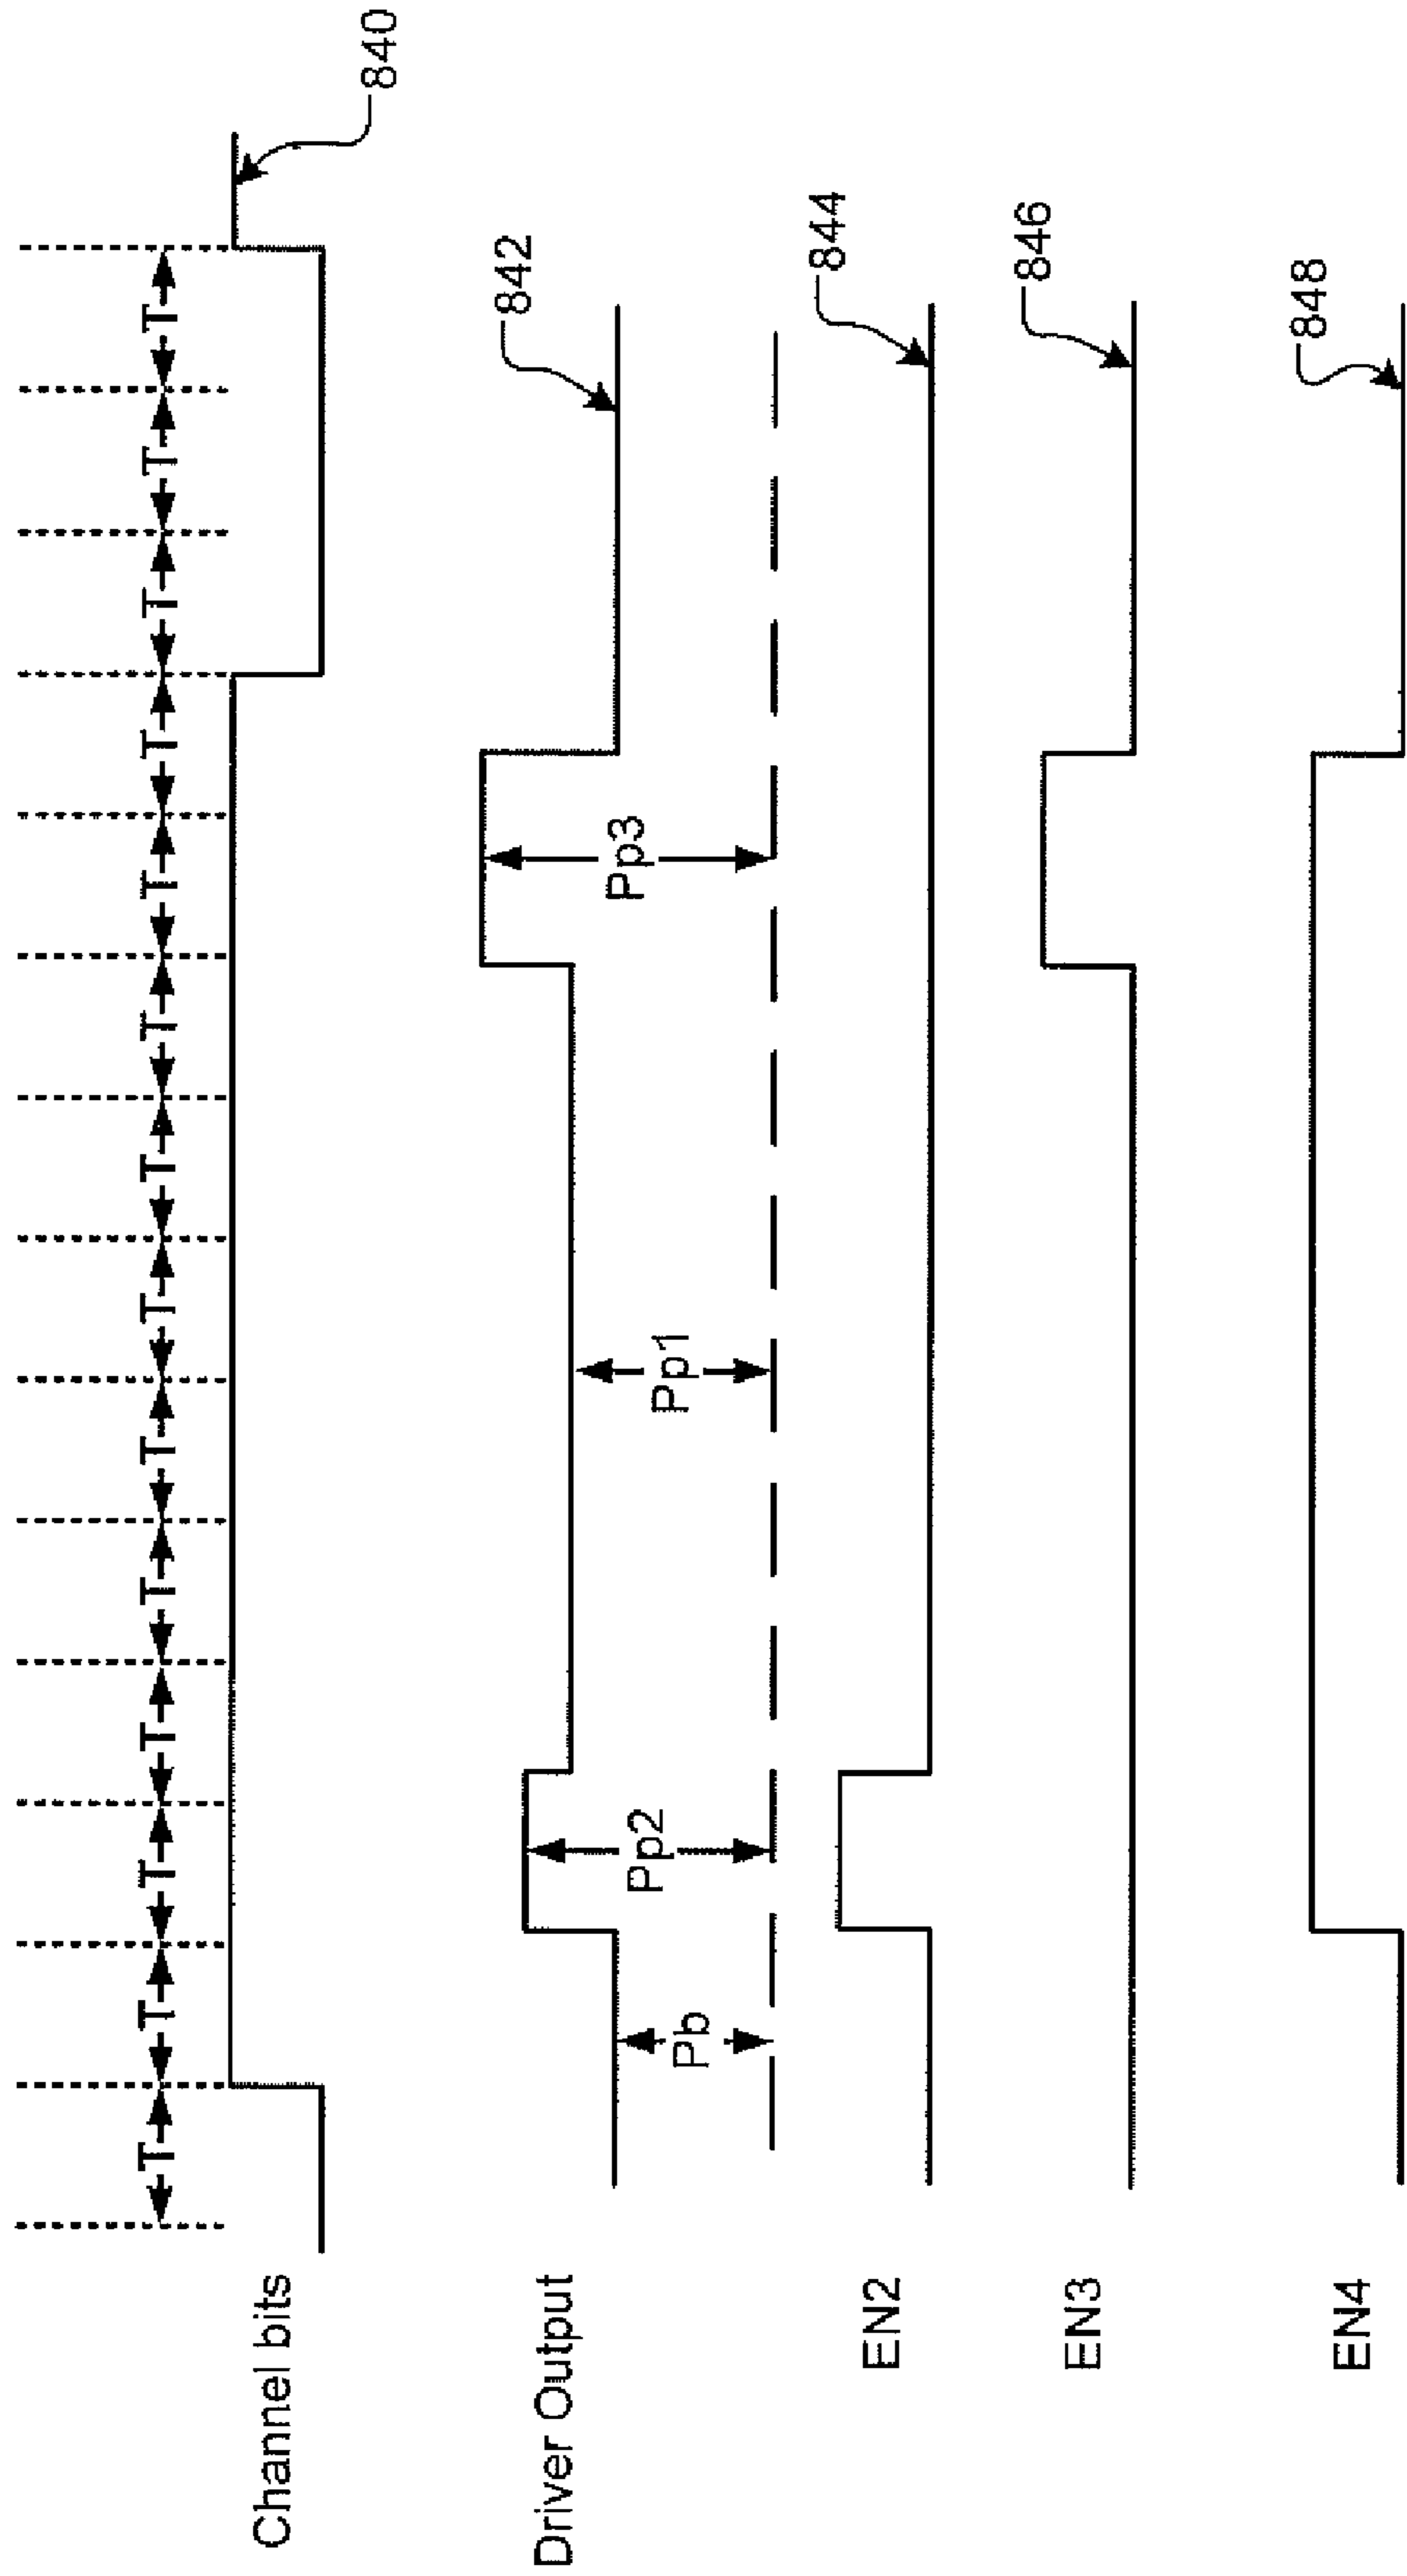 T T T T T T T T T T T T T T
Channel bits
840
Driver Output
842
Pb
Pp2
Pp1
Pp3
EN2
844
EN3
846
EN4
848